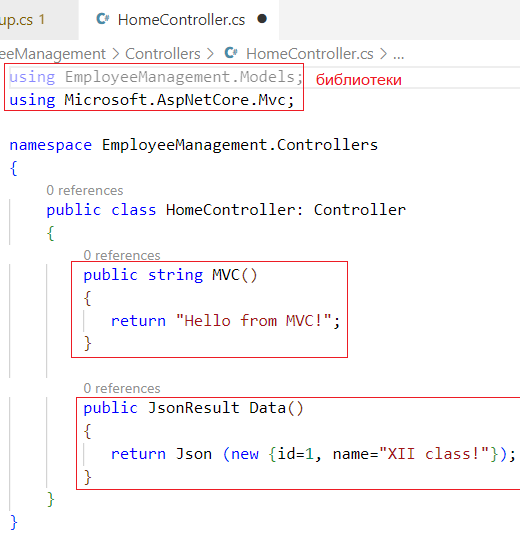 up.cs 1
HomeController.cs
eeManagement > Controllers > HomeController.cs > ...
using EmployeeManagement.Models;
библиотеки
using Microsoft.AspNetCore.Mvc;
namespace EmployeeManagement.Controllers
{
0 references
public class HomeController: Controller
{
0 references
public string MVC()
{
return "Hello from MVC!";
}
0 references
public JsonResult Data()
{
return Json (new {id=1, name="XII class!"});
}
}
}